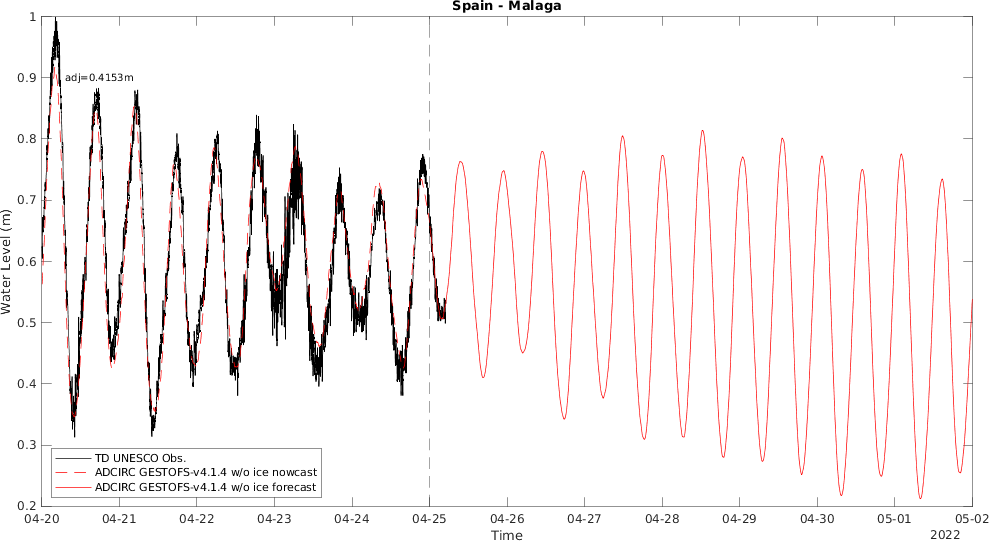 Spain - Malaga
1
0.9
0.8
0.7
0.6
0.5
0.4
0.3
0.2
Water Level (m)
adj=0.4153m
TD UNESCO Obs.
ADCIRC GESTOFS-v4.1.4 w/o ice nowcast
ADCIRC GESTOFS-v4.1.4 w/o ice forecast
04-20 04-21 04-22 04-23 04-24 04-25 04-26 04-27 04-28 04-29 04-30 05-01 05-02
Time
2022